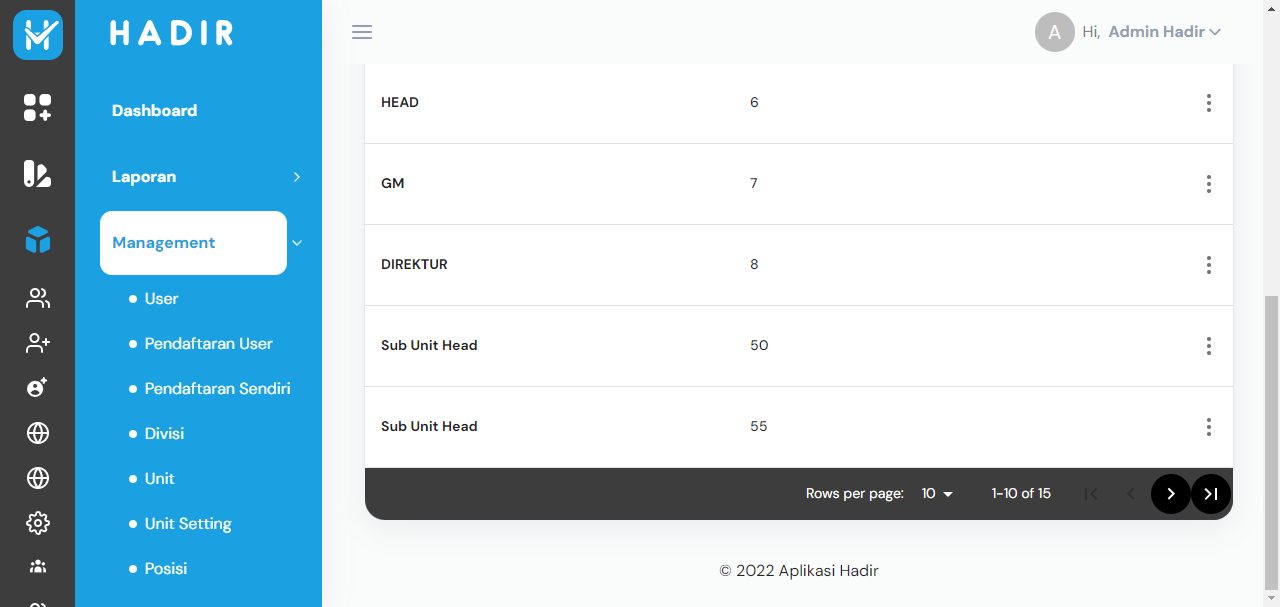 HADIR
Dashboard
Laporan
Management
User
Pendaftaran User
Pendaftaran Sendiri
Divisi
Unit
Unit Setting
Posisi
A Hi, Admin Hadir
HEAD 6
GM 7
DIREKTUR 8
Sub Unit Head 50
Sub Unit Head 55
Rows per page: 10 1-10 of 15
© 2022 Aplikasi Hadir